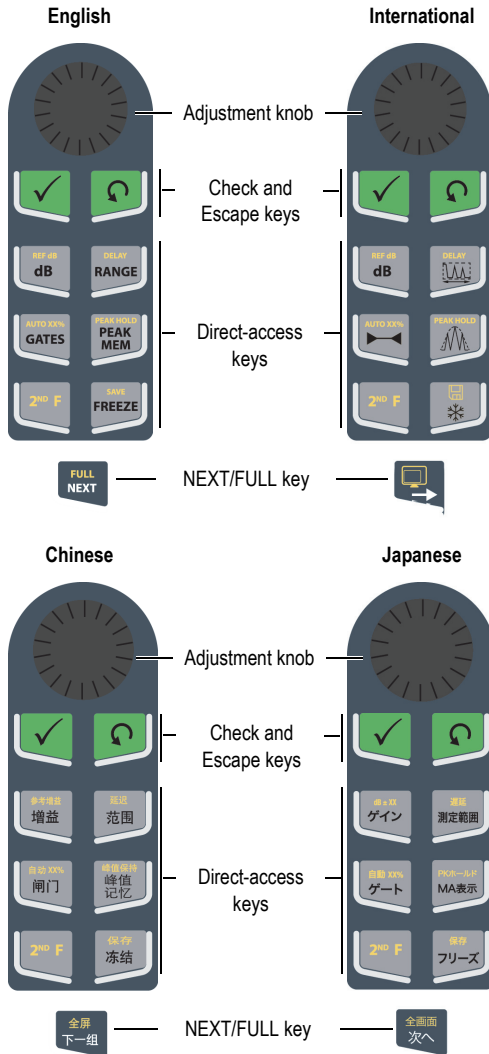 English
International
Adjustment knob
Check and
Escape keys
REF dB
dB
DELAY
RANGE
REF dB
dB
DELAY
AUTO XX%
GATES
PEAK HOLD
PEAK
MEM
Direct-access
keys
AUTO XX%
PEAK HOLD
2ND F
SAVE
FREEZE
2ND F
FULL
NEXT
NEXT/FULL key
Chinese
Japanese
Adjustment knob
Check and
Escape keys
参考增益
增益
延迟
范围
dB ± XX
ゲイン
遅延
測定範囲
自动 XX%
闸门
峰值保持
峰值
记忆
Direct-access
keys
自動 XX%
ゲート
PKホールド
MA表示
2ND F
保存
冻结
2ND F
保存
フリーズ
全屏
下一组
NEXT/FULL key
全画面
次へ